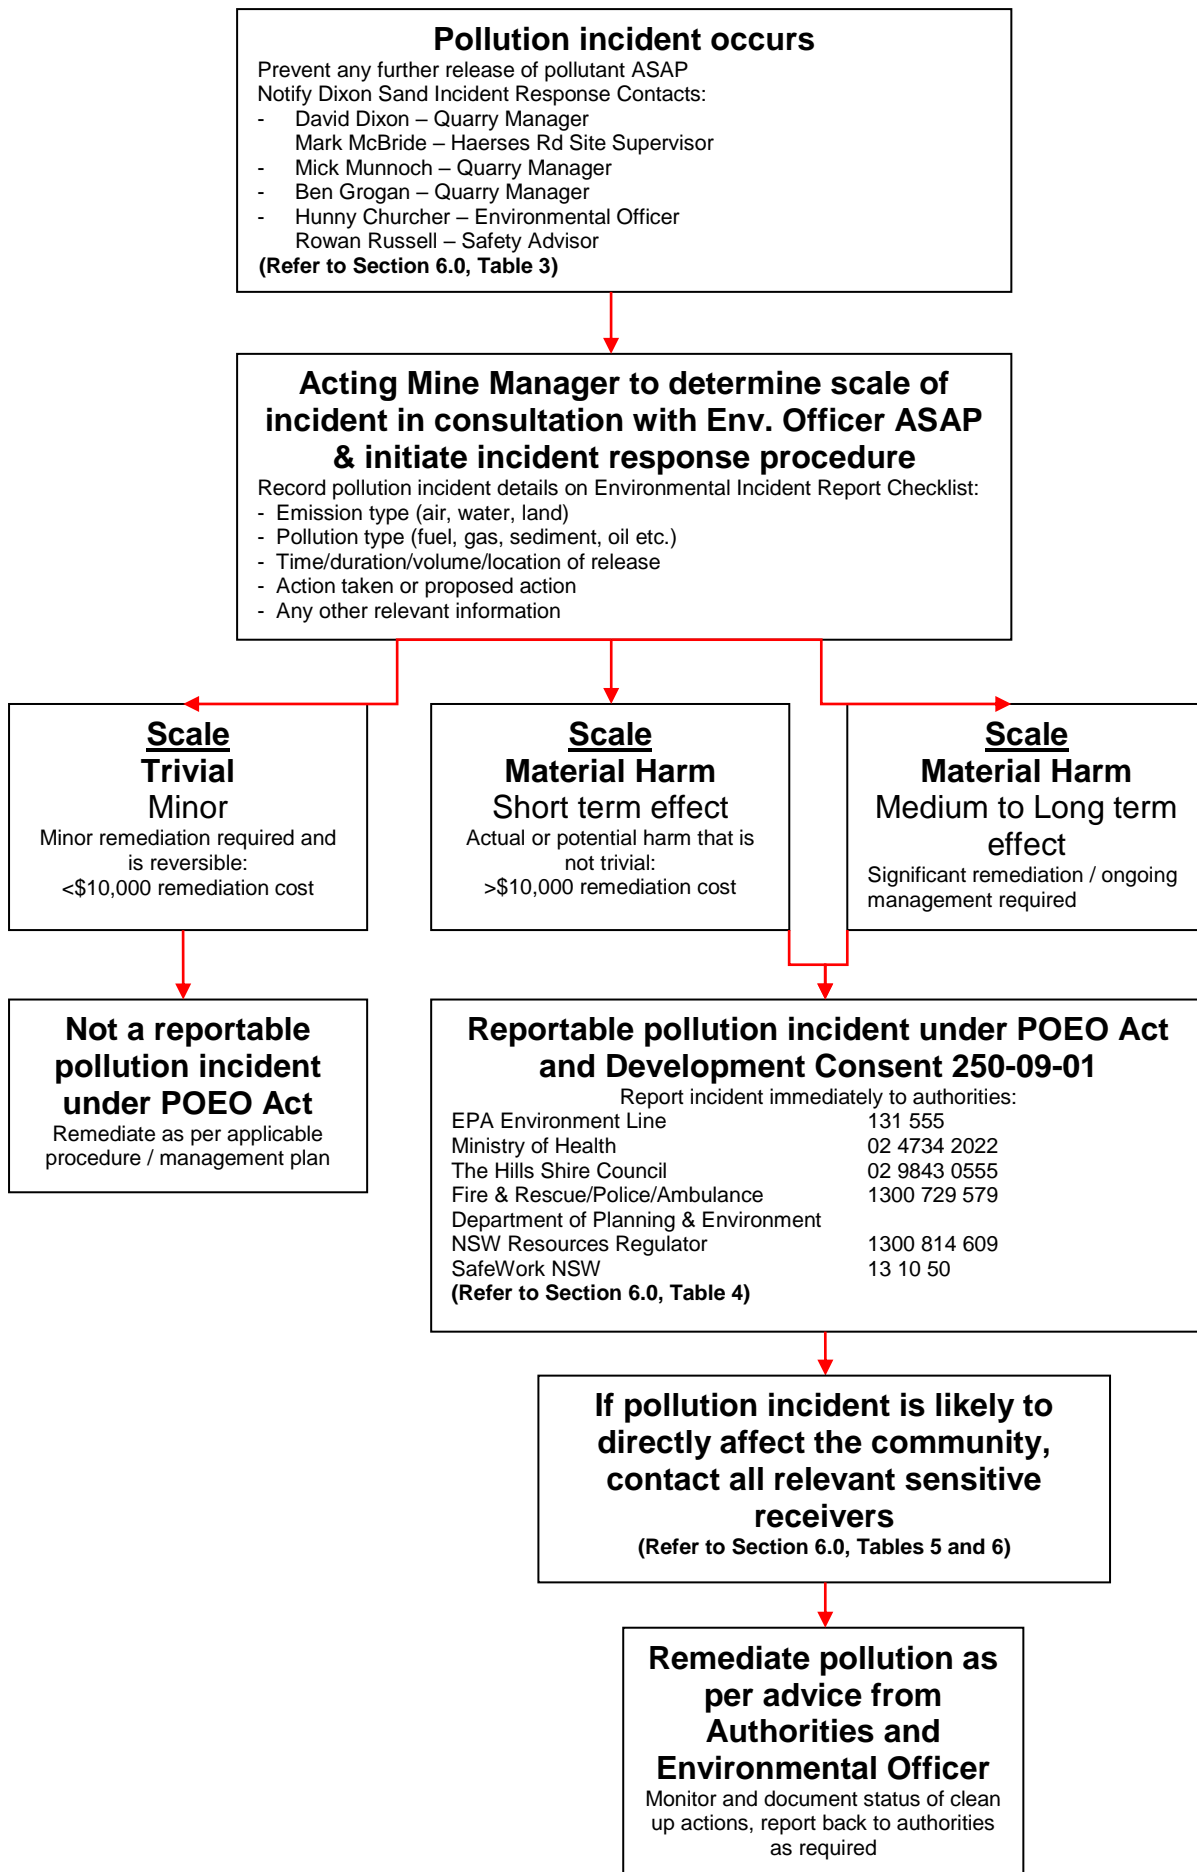 Pollution incident occurs
Prevent any further release of pollutant ASAP
Notify Dixon Sand Incident Response Contacts:
- David Dixon – Quarry Manager
Mark McBride – Haerses Rd Site Supervisor
- Mick Munnoch – Quarry Manager
- Ben Grogan – Quarry Manager
- Hunny Churcher – Environmental Officer
Rowan Russell – Safety Advisor
(Refer to Section 6.0, Table 3)
Acting Mine Manager to determine scale of
incident in consultation with Env. Officer ASAP
& initiate incident response procedure
Record pollution incident details on Environmental Incident Report Checklist:
- Emission type (air, water, land)
- Pollution type (fuel, gas, sediment, oil etc.)
- Time/duration/volume/location of release
- Action taken or proposed action
- Any other relevant information
Scale
Trivial
Minor
Minor remediation required and
is reversible:
<$10,000 remediation cost
Scale
Material Harm
Short term effect
Actual or potential harm that is
not trivial:
>$10,000 remediation cost
Scale
Material Harm
Medium to Long term
effect
Significant remediation / ongoing
management required
Not a reportable
pollution incident
under POEO Act
Remediate as per applicable
procedure / management plan
Reportable pollution incident under POEO Act
and Development Consent 250-09-01
Report incident immediately to authorities:
EPA Environment Line 131 555
Ministry of Health 02 4734 2022
The Hills Shire Council 02 9843 0555
Fire & Rescue/Police/Ambulance 1300 729 579
Department of Planning & Environment
NSW Resources Regulator 1300 814 609
SafeWork NSW 13 10 50
(Refer to Section 6.0, Table 4)
If pollution incident is likely to
directly affect the community,
contact all relevant sensitive
receivers
(Refer to Section 6.0, Tables 5 and 6)
Remediate pollution as
per advice from
Authorities and
Environmental Officer
Monitor and document status of clean
up actions, report back to authorities
as required